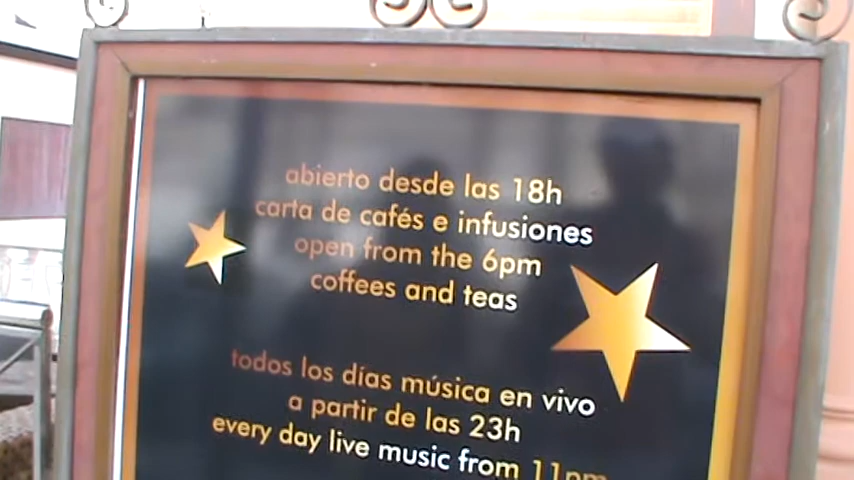 abierto desde las 18h
carta de cafés e infusiones
open from the 6pm
coffees and teas
todos los días música en vivo
a partir de las 23h
every day live music from 11pm